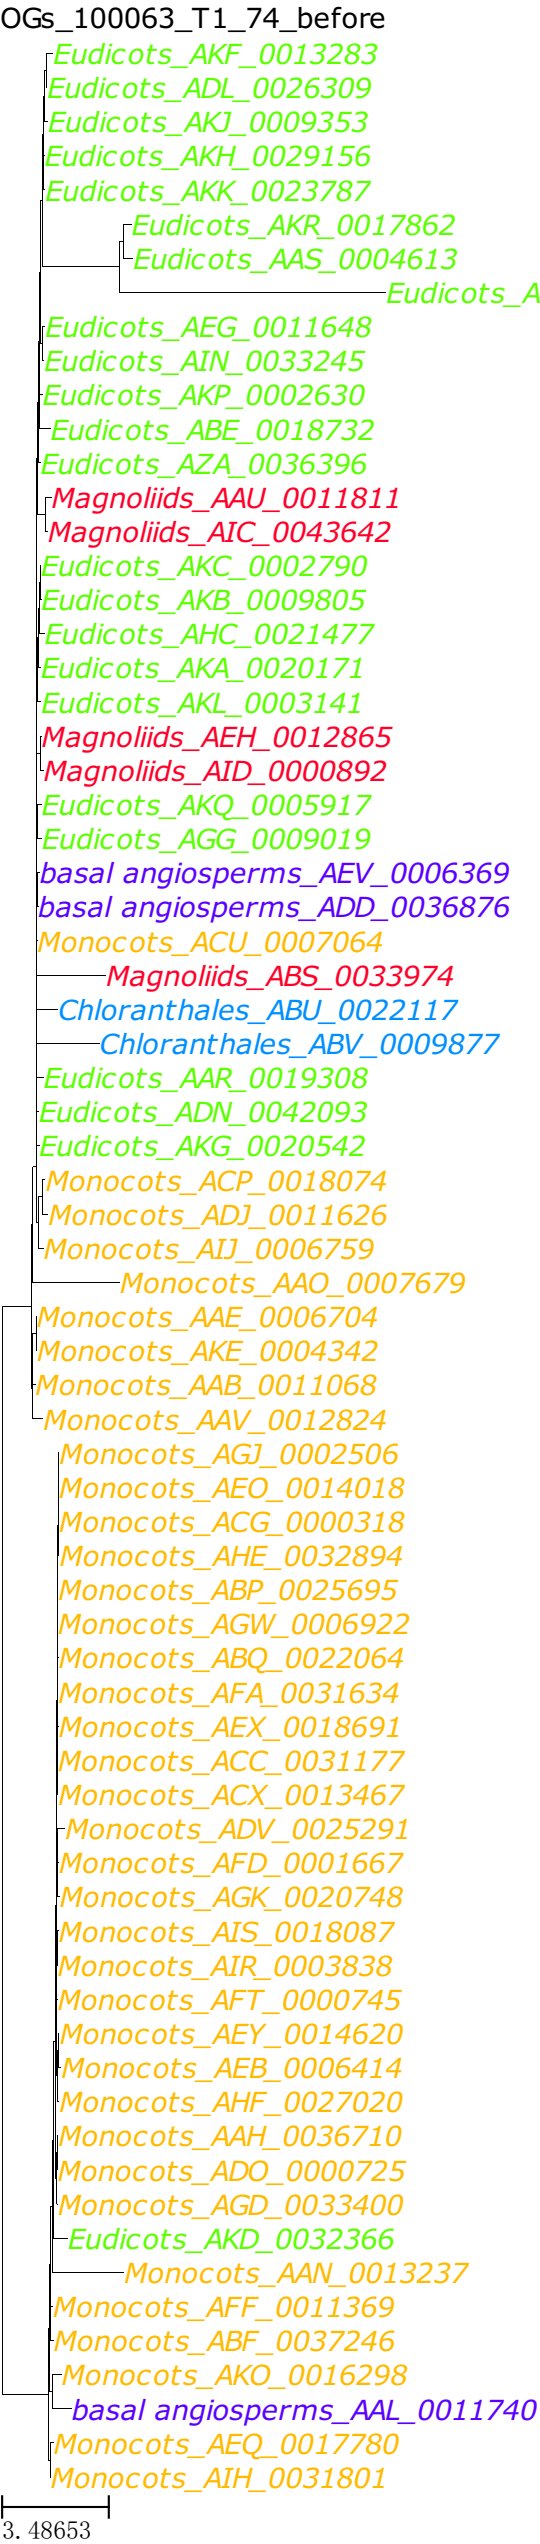 OGs_100063_T1_74_before
Eudicots_AKF_0013283
Eudicots_ADL_0026309
Eudicots_AKJ_0009353
Eudicots_AKH_0029156
Eudicots_AKK_0023787
Eudicots_AKR_0017862
Eudicots_AAS_0004613
Eudicots_A
Eudicots_AEG_0011648
Eudicots_AIN_0033245
Eudicots_AKP_0002630
Eudicots_ABE_0018732
Eudicots_AZA_0036396
Magnoliids_AAU_0011811
Magnoliids_AIC_0043642
Eudicots_AKC_0002790
Eudicots_AKB_0009805
Eudicots_AHC_0021477
Eudicots_AKA_0020171
Eudicots_AKL_0003141
Magnoliids_AEH_0012865
Magnoliids_AID_0000892
Eudicots_AKQ_0005917
Eudicots_AGG_0009019
basal angiosperms_AEV_0006369
basal angiosperms_ADD_0036876
Monocots_ACU_0007064
Magnoliids_ABS_0033974
Chloranthales_ABU_0022117
Chloranthales_ABV_0009877
Eudicots_AAR_0019308
Eudicots_ADN_0042093
Eudicots_AKG_0020542
Monocots_ACP_0018074
Monocots_ADJ_0011626
Monocots_AIJ_0006759
Monocots_AAO_0007679
Monocots_AAE_0006704
Monocots_AKE_0004342
Monocots_AAB_0011068
Monocots_AAV_0012824
Monocots_AGJ_0002506
Monocots_AEO_0014018
Monocots_ACG_0000318
Monocots_AHE_0032894
Monocots_ABP_0025695
Monocots_AGW_0006922
Monocots_ABQ_0022064
Monocots_AFA_0031634
Monocots_AEX_0018691
Monocots_ACC_0031177
Monocots_ACX_0013467
Monocots_ADV_0025291
Monocots_AFD_0001667
Monocots_AGK_0020748
Monocots_AIS_0018087
Monocots_AIR_0003838
Monocots_AFT_0000745
Monocots_AEY_0014620
Monocots_AEB_0006414
Monocots_AHF_0027020
Monocots_AAH_0036710
Monocots_ADO_0000725
Monocots_AGD_0033400
Eudicots_AKD_0032366
Monocots_AAN_0013237
Monocots_AFF_0011369
Monocots_ABF_0037246
Monocots_AKO_0016298
basal angiosperms_AAL_0011740
Monocots_AEQ_0017780
Monocots_AIH_0031801
3.48653